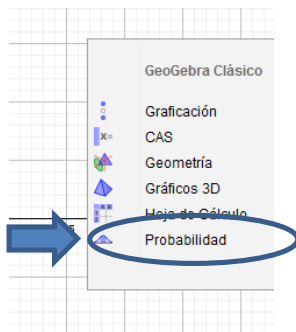 GeoGebra Clásico
Graficación
CAS
Geometría
Gráficos 3D
Hoja de Cálculo
Probabilidad